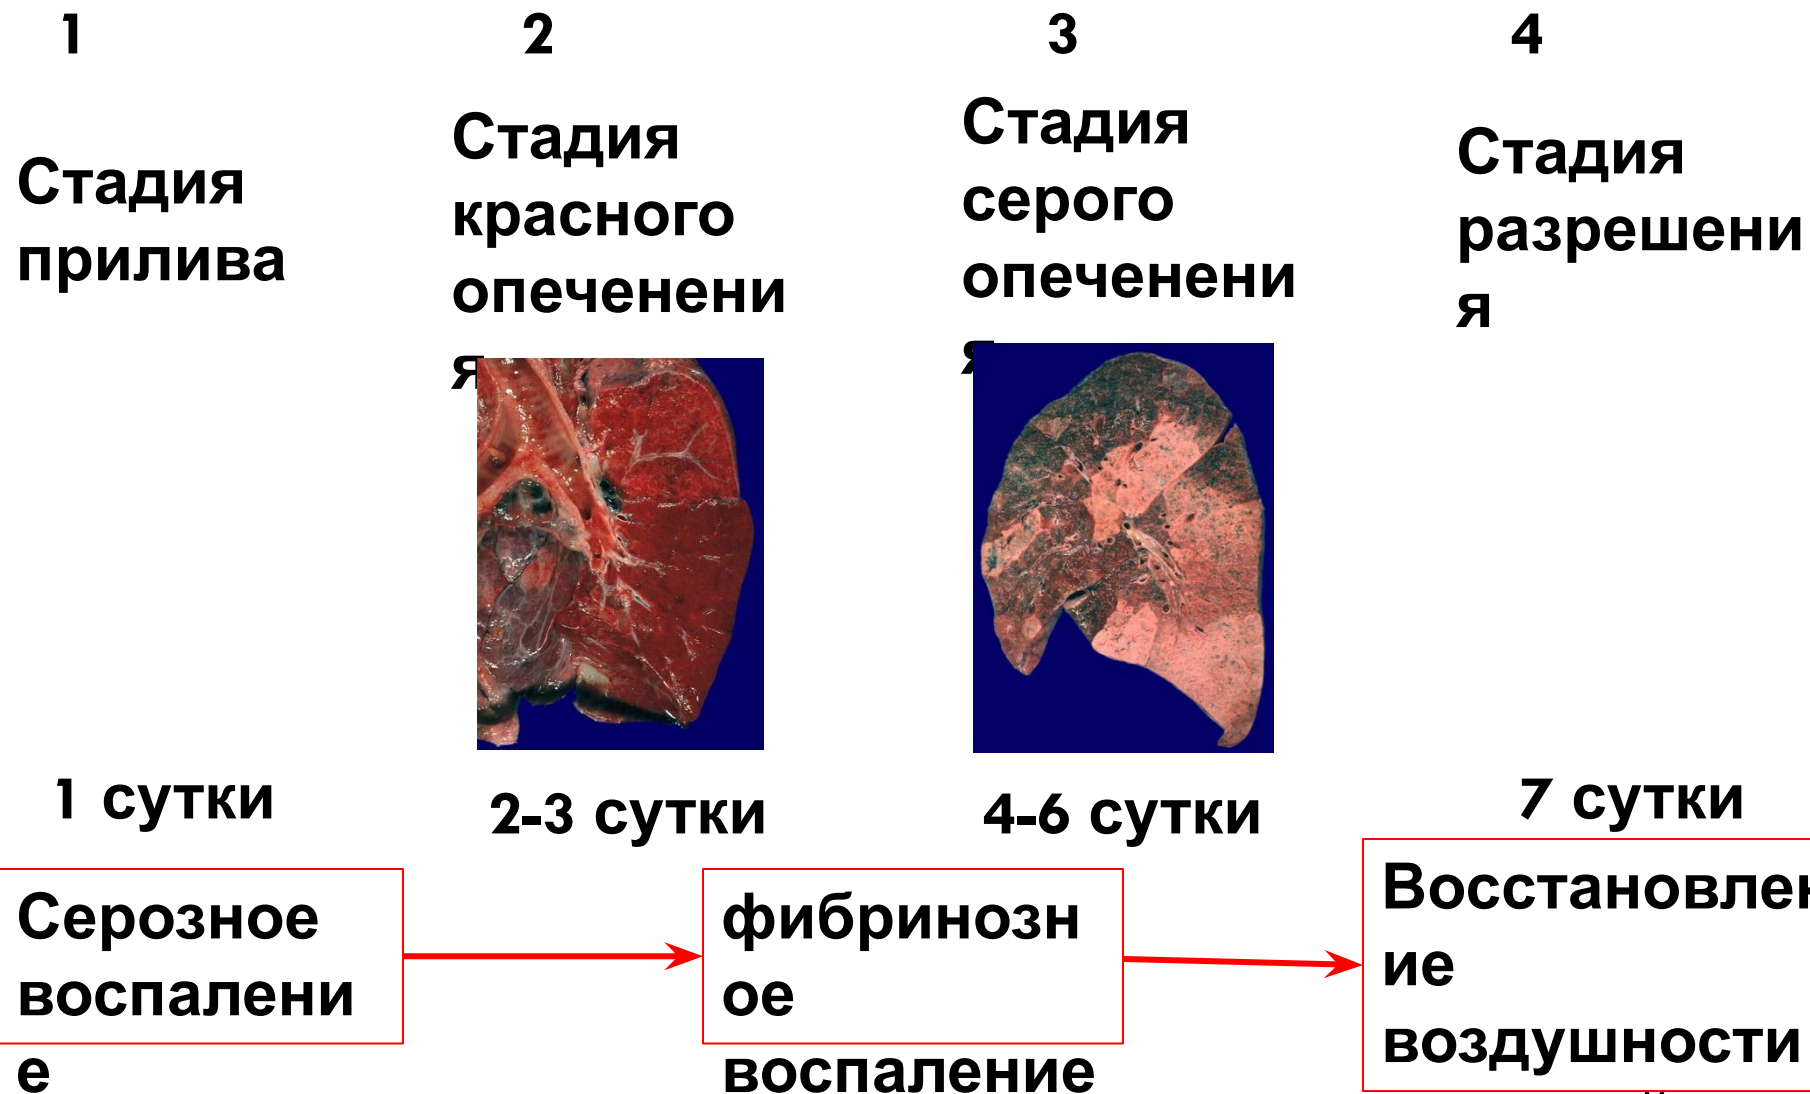 1
2
3
4
Стадия
прилива
Стадия
красного
опеченени
я
Стадия
серого
опеченени
я
Стадия
разрешени
я
1 сутки
2-3 сутки
4-6 сутки
7 сутки
Серозное
воспалени
е
фибринозн
ое
воспаление
Восстановлен
ие
воздушности